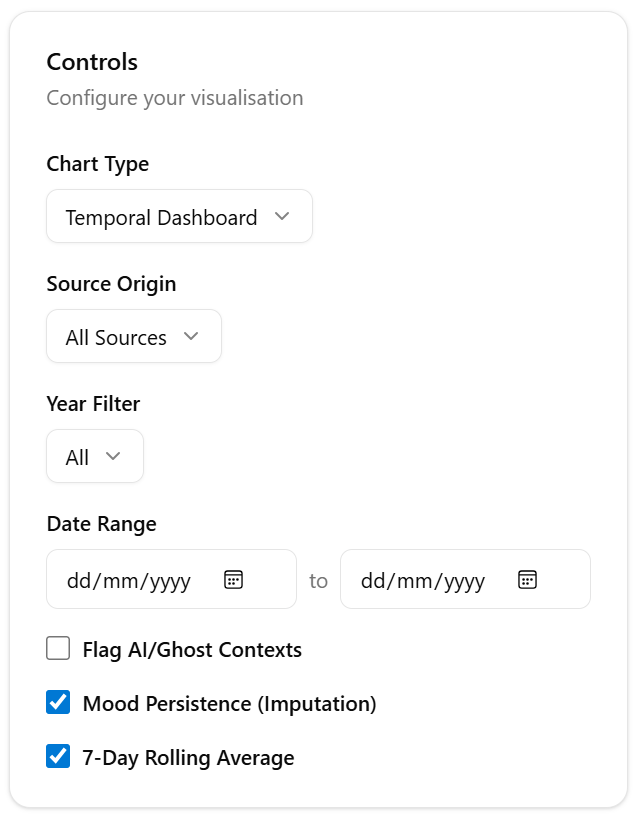 Controls
Configure your visualisation
Chart Type
Temporal Dashboard
Source Origin
All Sources
Year Filter
All
Date Range
dd/mm/yyyy to dd/mm/yyyy
Flag AI/Ghost Contexts
Mood Persistence (Imputation)
7-Day Rolling Average